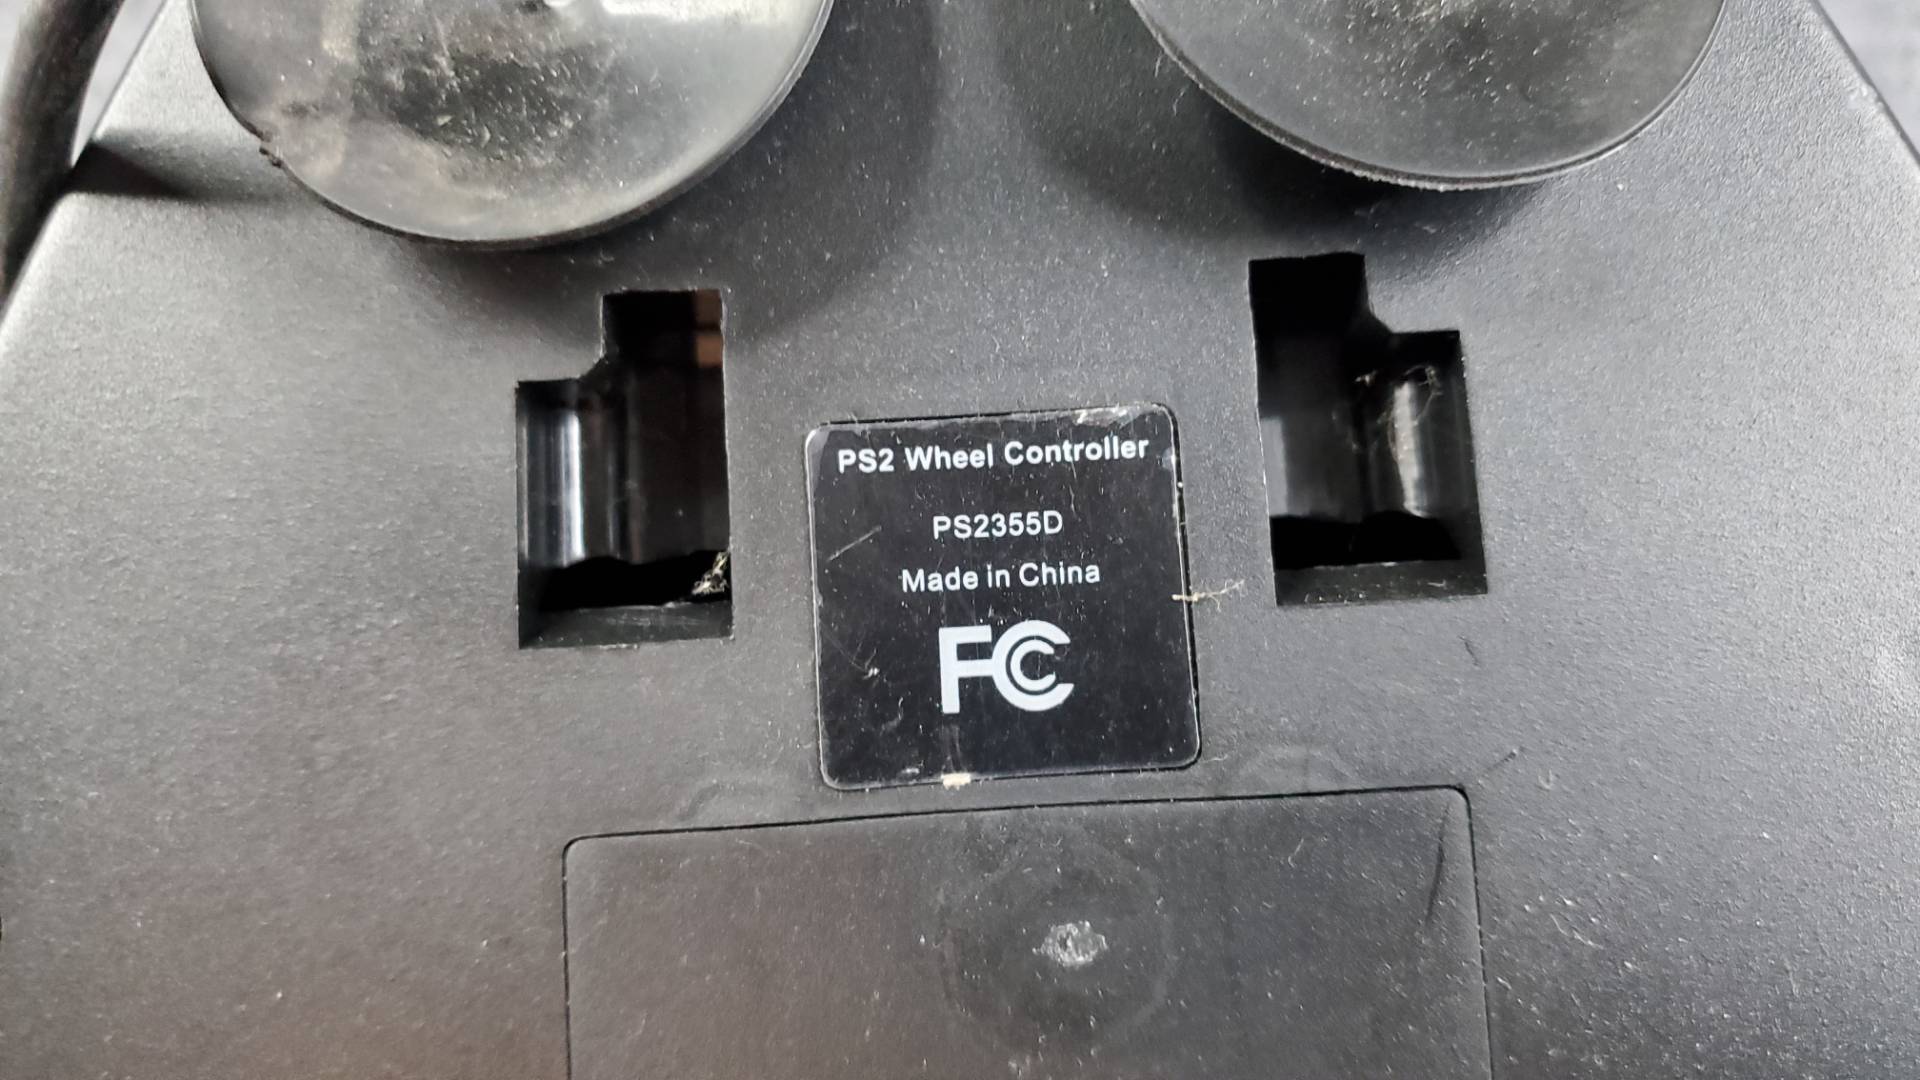 PS2 Wheel Controller
PS2355D
Made in China
FC